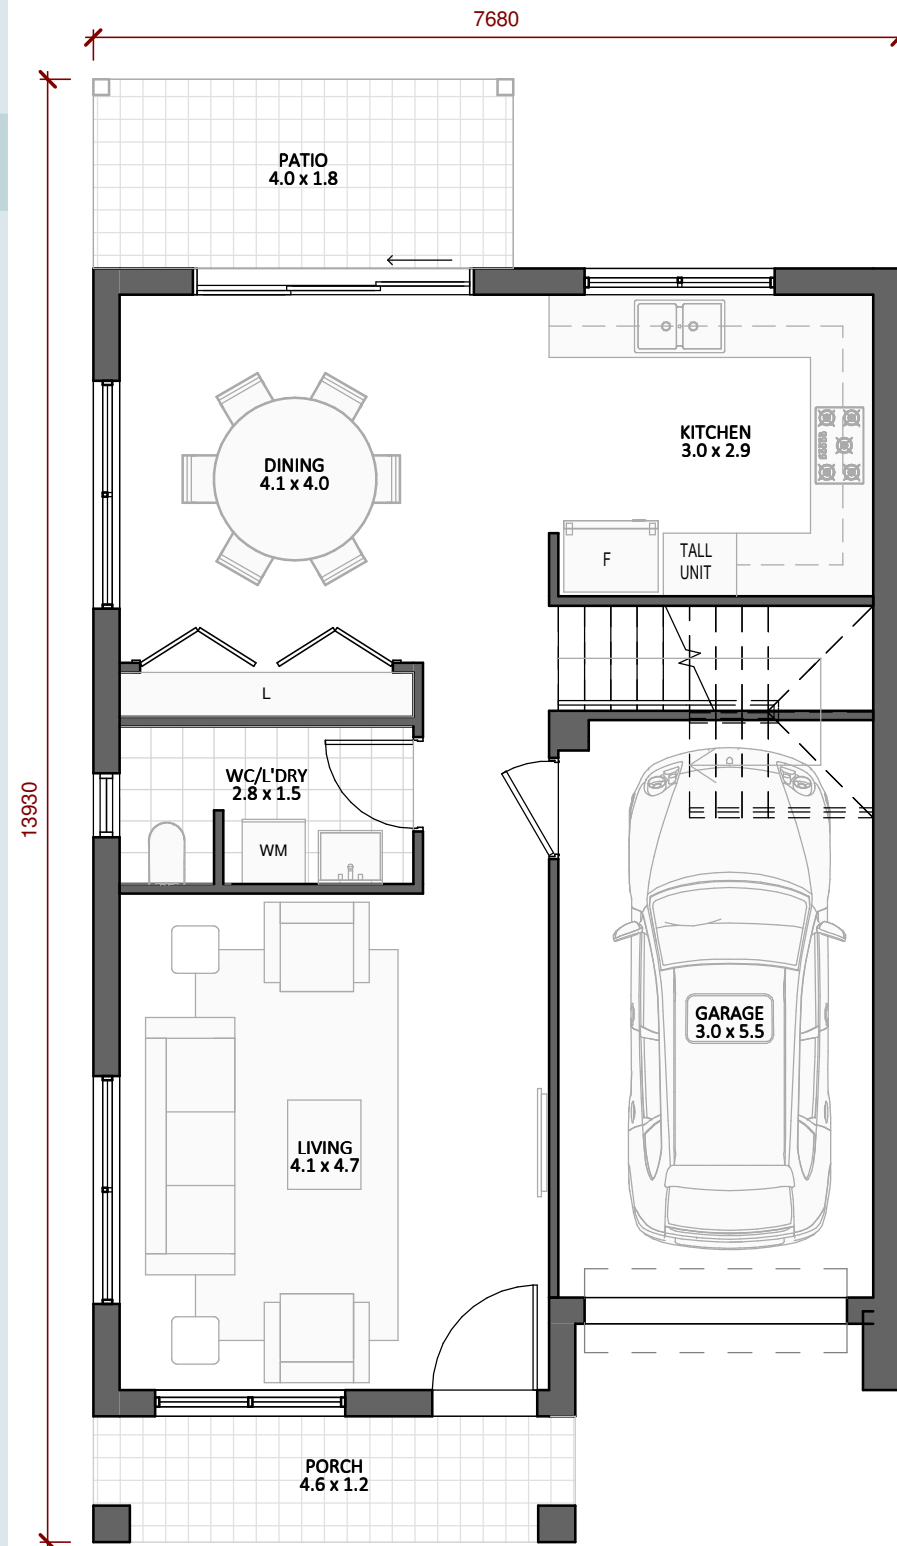 7680
PATIO
4.0 x 1.8
KITCHEN
3.0 x 2.9
DINING
4.1 x 4.0
F
TALL
UNIT
L
WC/L'DRY
2.8 x 1.5
13930
WM
GARAGE
3.0 x 5.5
LIVING
4.1 x 4.7
PORCH
4.6 x 1.2